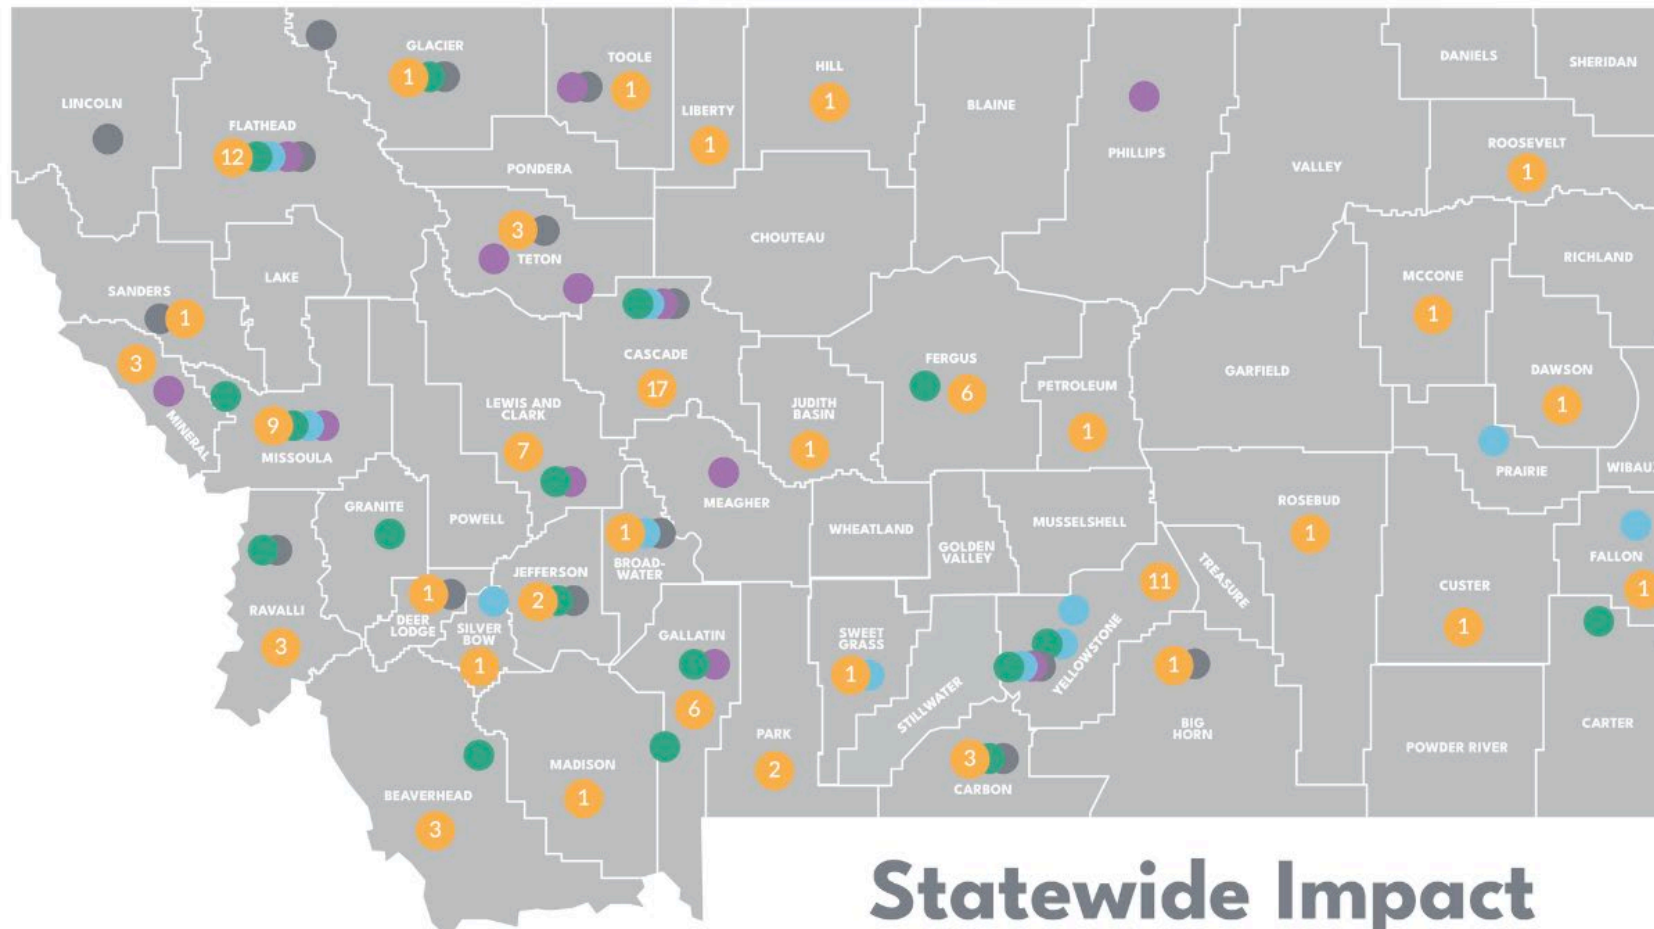 GLACIER
1
TOOLE
1
HILL
1
LIBERTY
1
BLAINE
PHILLIPS
DANIELS
SHERIDAN
LINCOLN
FLATHEAD
12
PONDERA
VALLEY
ROOSEVELT
1
3
TETON
CHOUTEAU
LAKE
SANDERS
1
MCCONE
1
RICHLAND
3
MINERAL
CASCADE
17
FERGUS
6
PETROLEUM
1
GARFIELD
DAWSON
1
9
MISSOULA
LEWIS AND
CLARK
7
JUDITH
BASIN
1
MEAGHER
PRAIRIE
GRANITE
POWELL
WHEATLAND
GOLDEN
VALLEY
MUSSELSHELL
ROSEBUD
1
1
BROAD-
WATER
JEFFERSON
2
11
TREASURE
FALLON
1
CUSTER
1
RAVALLI
3
1
DEER
LODGE
SILVER
BOW
1
GALLATIN
6
SWEET
GRASS
1
STILLWATER
YELLOWSTONE
1
BIG
HORN
BEAVERHEAD
3
MADISON
1
PARK
2
3
CARBON
POWDER RIVER
CARTER
Statewide Impact